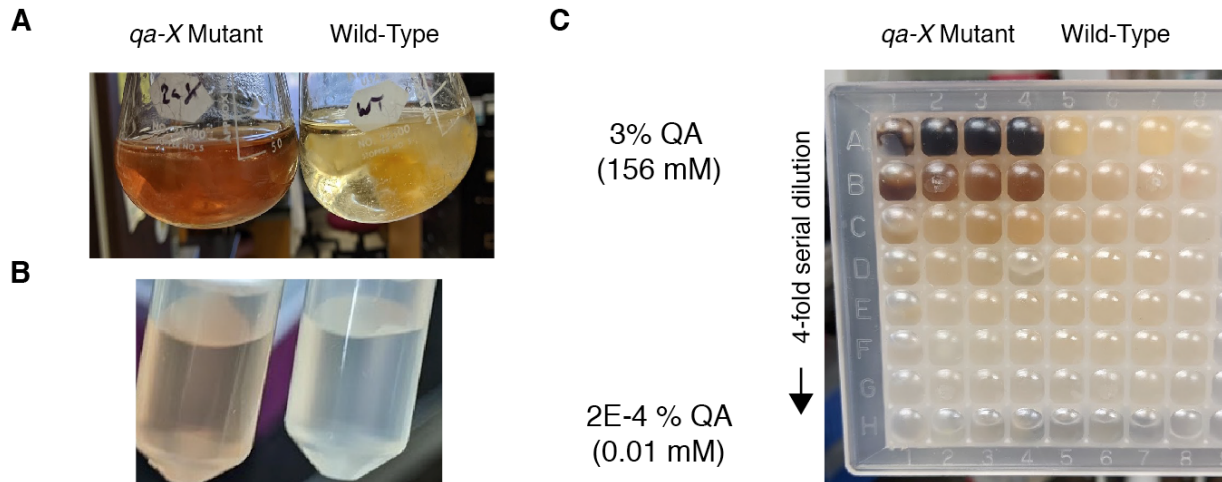 A
qa-X Mutant
Wild-Type
WT
50
B
C
qa-X Mutant
Wild-Type
3% QA
(156 mM)
4-fold serial dilution
2E-4 % QA
(0.01 mM)
1 2 3 4 5 6 7 8
A
B
C
D
E
F
G
H
1 2 3 4 5 6 7 8